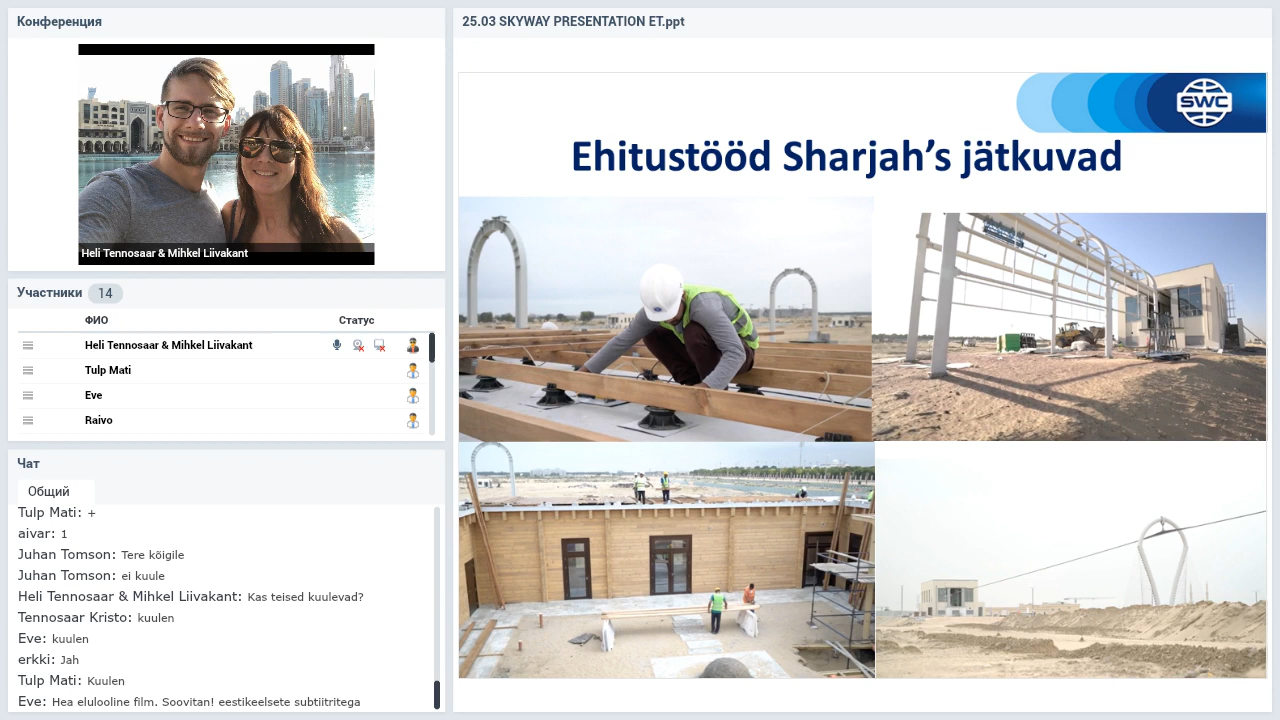 Конференция
Heli Tennosaar & Mihkel Liivakant
Участники 14
ФИО Статус
Heli Tennosaar & Mihkel Liivakant
Tulp Mati
Eve
Raivo
Чат
Общий
Tulp Mati: +
aivar: 1
Juhan Tomson: Tere kõigile
Juhan Tomson: ei kuule
Heli Tennosaar & Mihkel Liivakant: Kas teised kuulevad?
Tennosaar Kristo: kuulen
Eve: kuulen
erkki: Jah
Tulp Mati: Kuulen
Eve: Hea elulooline film. Soovitan! eestikeelsete subtiitritega
25.03 SKYWAY PRESENTATION ET.ppt
SWC
Ehitustööd Sharjah’s jätkuvad